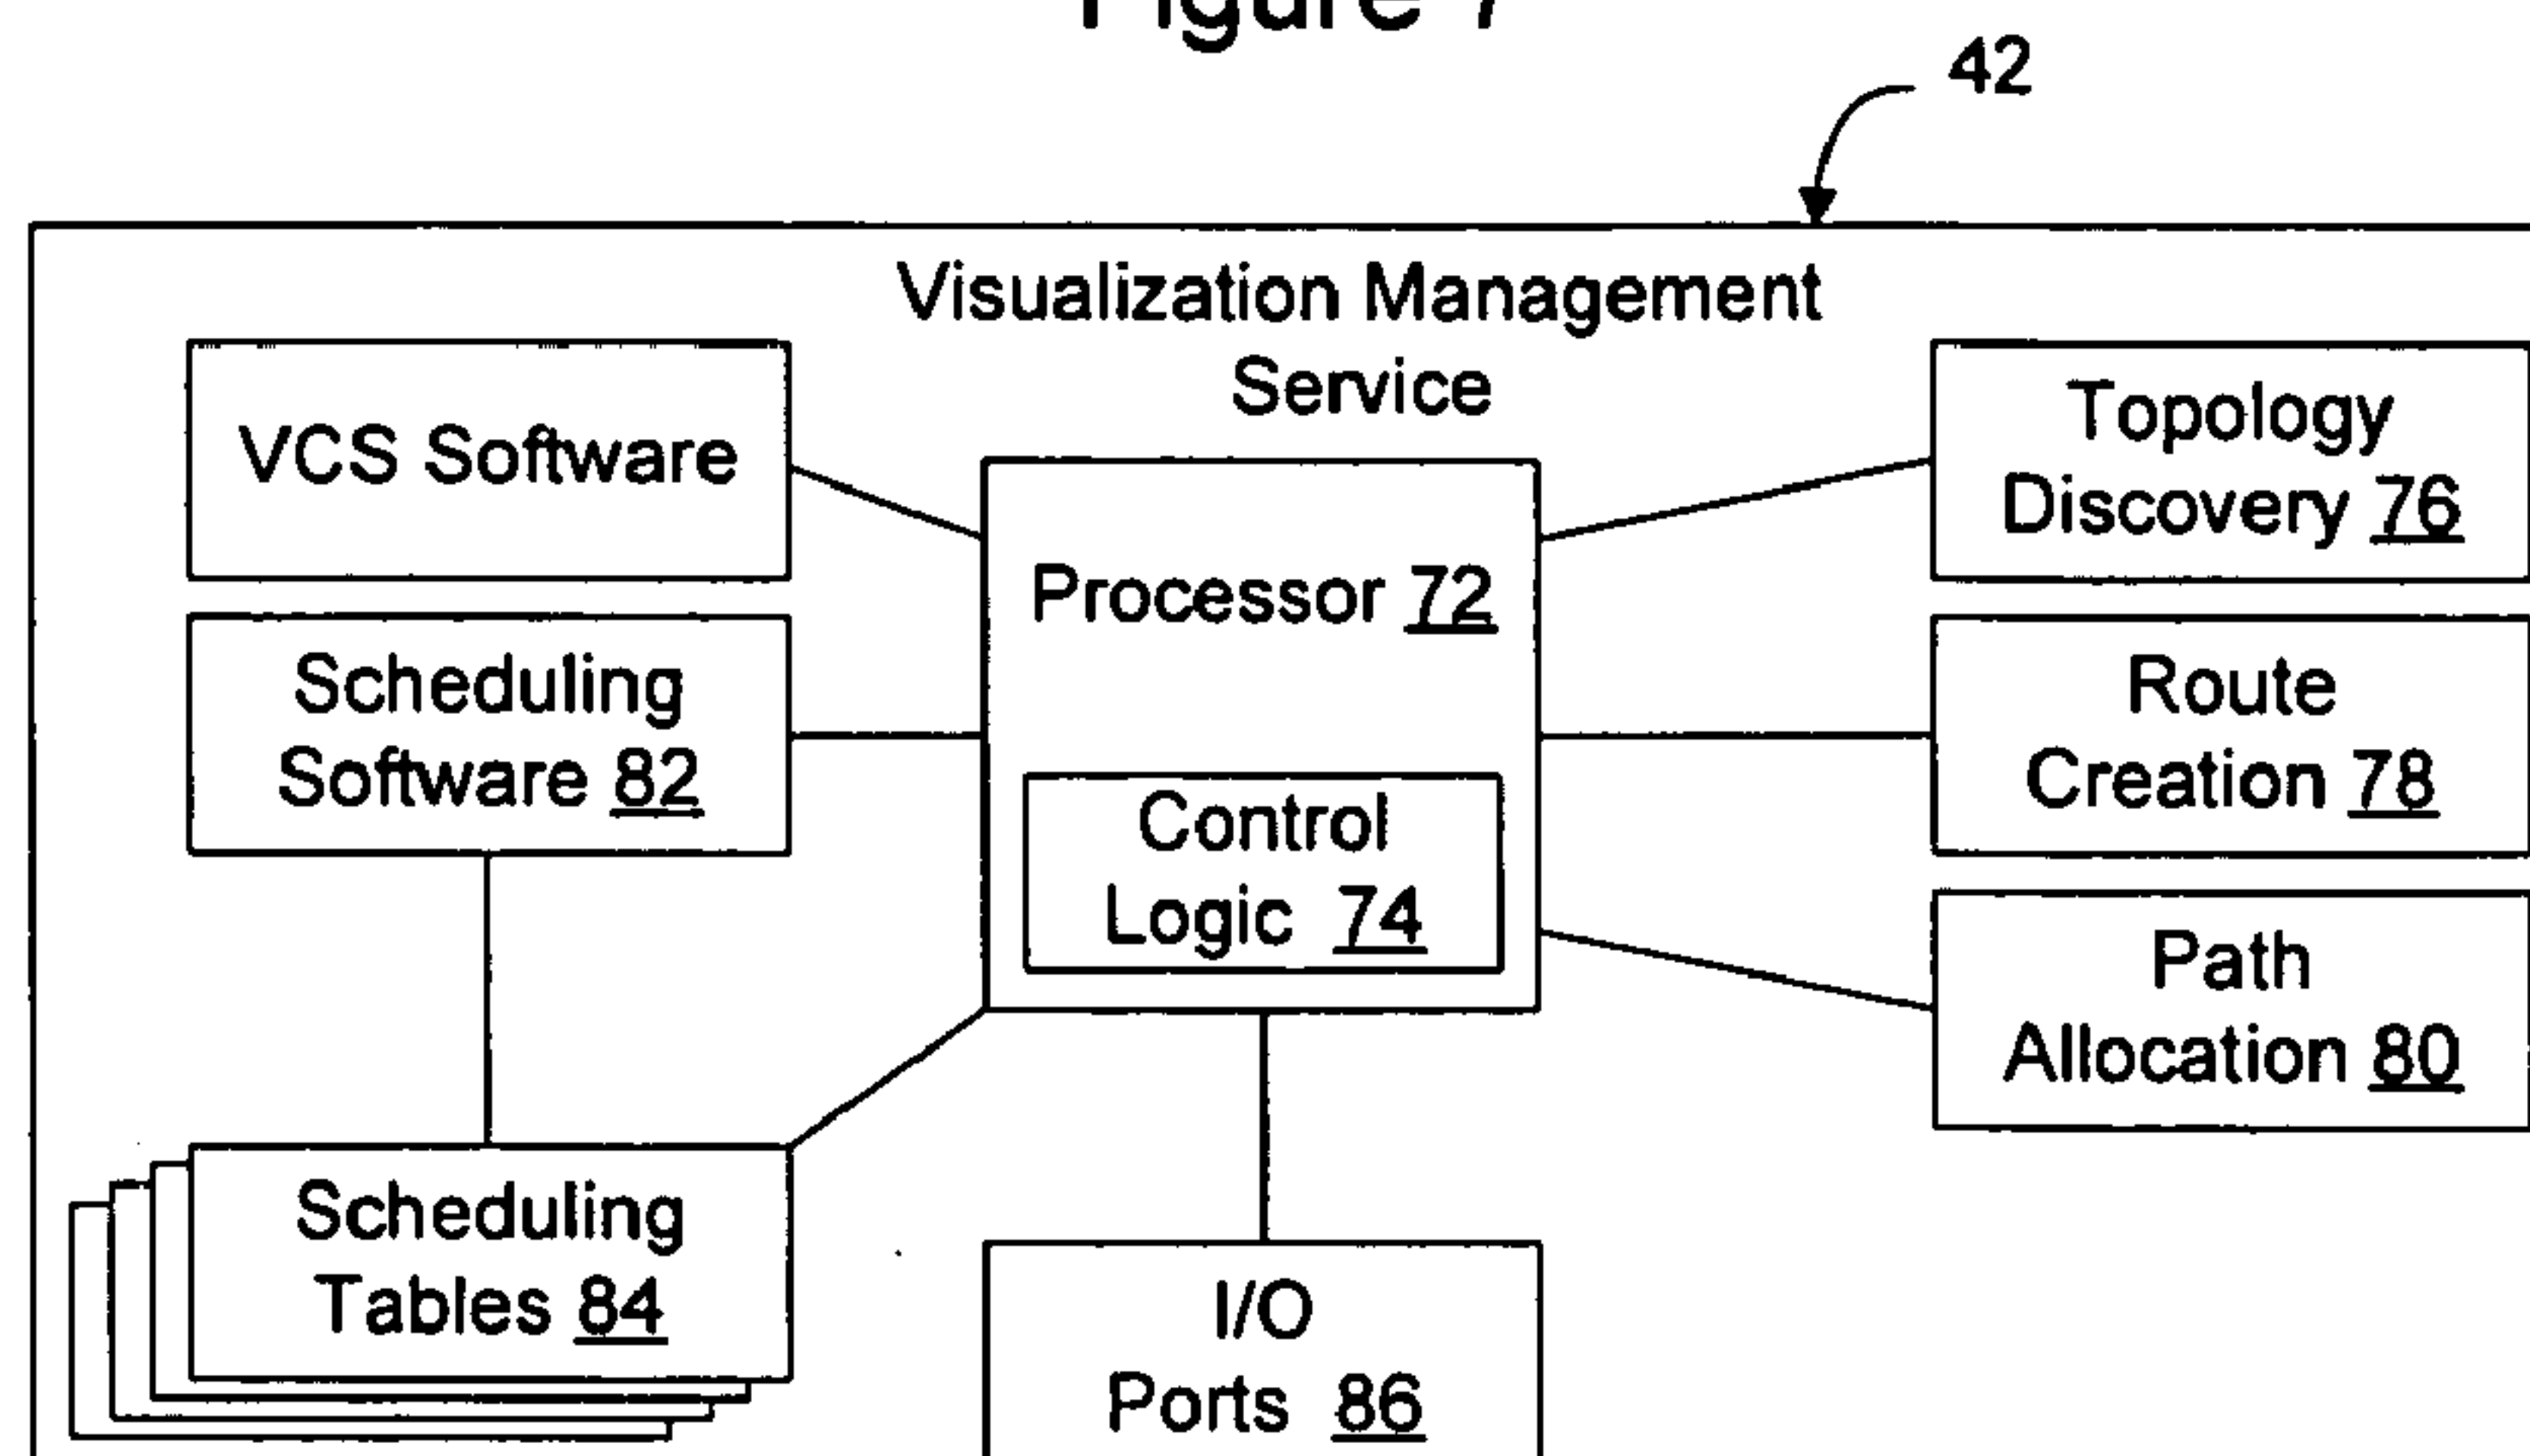 Figure 7
42
Visualization Management
Service
VCS Software
Topology
Discovery 76
Processor 72
Scheduling
Software 82
Route
Creation 78
Control
Logic 74
Path
Allocation 80
Scheduling
Tables 84
I/O
Ports 86